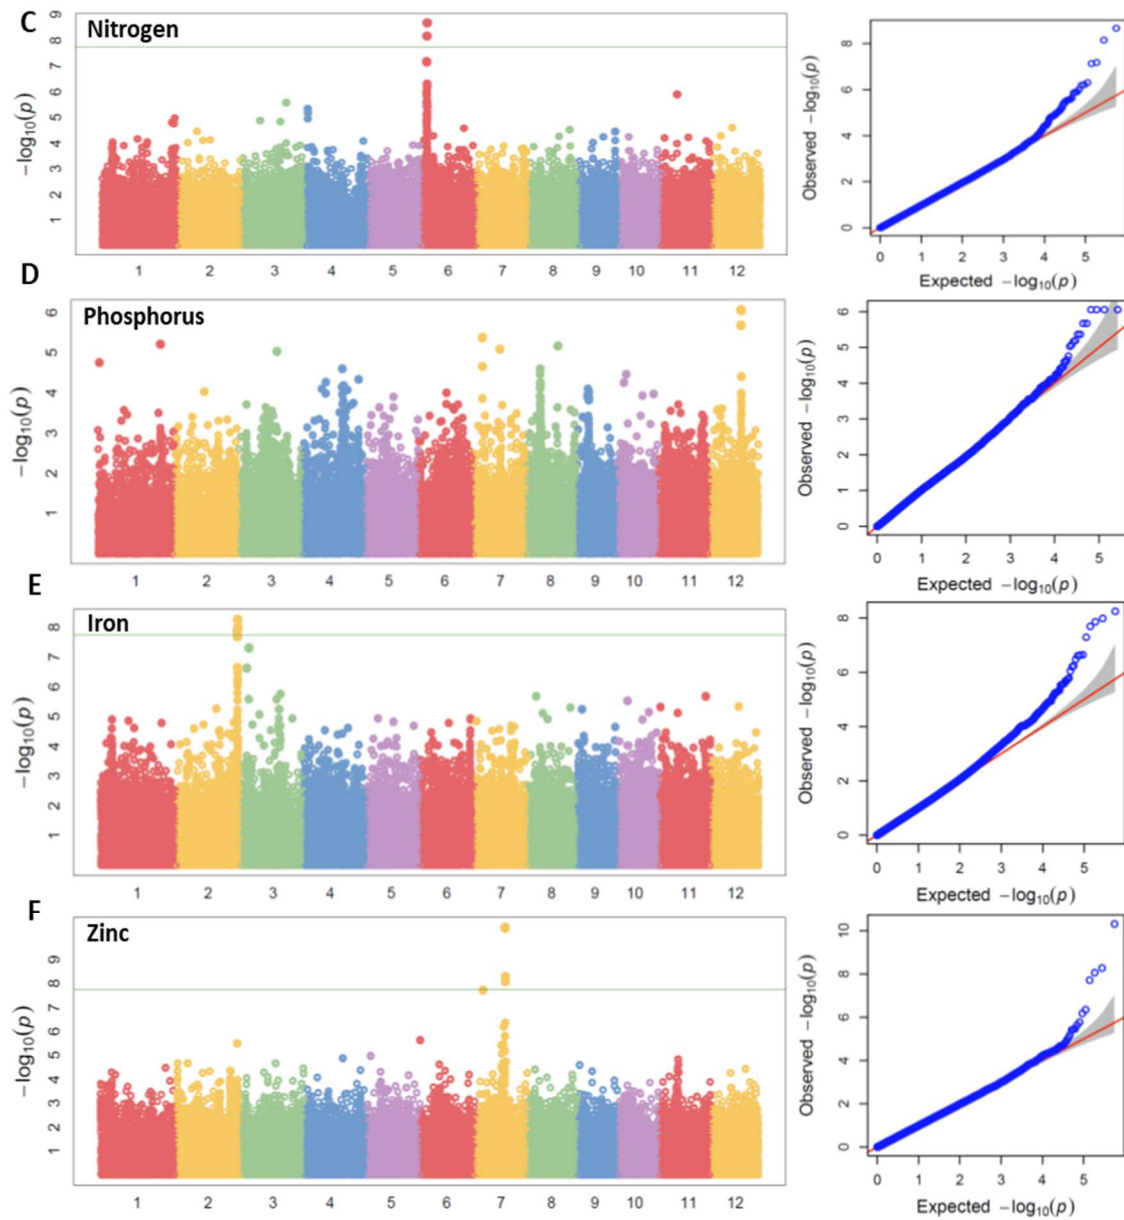 C
Nitrogen
−log10(p)
9
8
7
6
5
4
3
2
1
1 2 3 4 5 6 7 8 9 10 11 12
Observed −log10(p)
8
6
4
2
0
0 1 2 3 4 5
Expected −log10(p)
D
Phosphorus
−log10(p)
6
5
4
3
2
1
1 2 3 4 5 6 7 8 9 10 11 12
Observed −log10(p)
6
5
4
3
2
1
0
0 1 2 3 4 5
Expected −log10(p)
E
Iron
−log10(p)
8
7
6
5
4
3
2
1
1 2 3 4 5 6 7 8 9 10 11 12
Observed −log10(p)
8
6
4
2
0
0 1 2 3 4 5
Expected −log10(p)
F
Zinc
−log10(p)
9
8
7
6
5
4
3
2
1
1 2 3 4 5 6 7 8 9 10 11 12
Observed −log10(p)
10
8
6
4
2
0
0 1 2 3 4 5
Expected −log10(p)